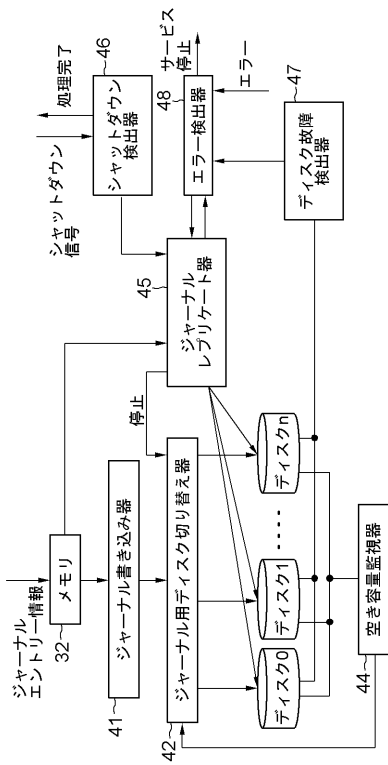 ジャーナル
エントリー情報
メモリ
32
ジャーナル書き込み器
41
ジャーナル用ディスク切り替え器
42
停止
シャットダウン
信号
処理完了
シャットダウン
検出器
46
ジャーナル
レプリケート器
45
サービス
停止
エラー検出器
48
エラー
ディスク0
ディスク1
ディスクn
ディスク故障
検出器
47
空き容量監視器
44